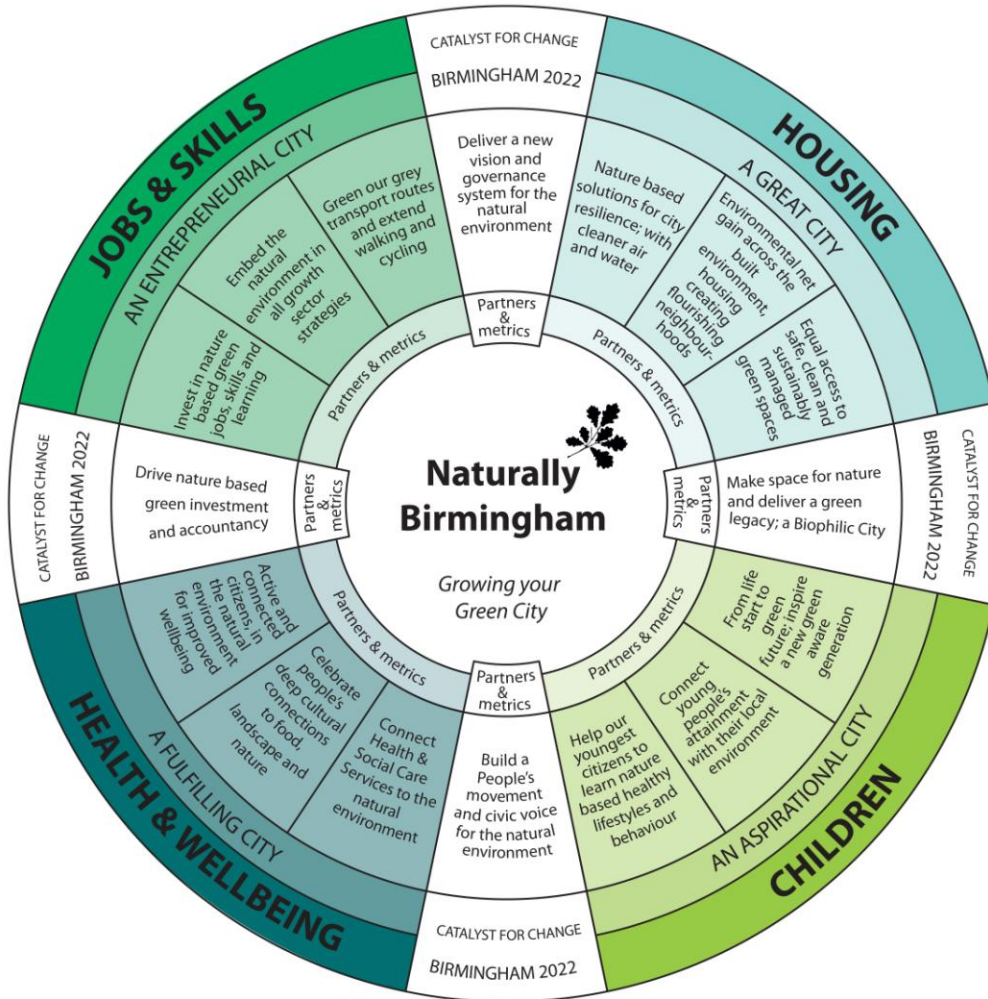 CATALYST FOR CHANGE
BIRMINGHAM 2022
Deliver a new
vision and
governance
system for the
natural
environment
Partners
&
metrics
HOUSING
A GREAT CITY
Nature based
solutions for city
resilience; with
cleaner air
and water
Environmental net
gain across the
built
environment,
housing
creating
flourishing
neighbour-
hoods
Equal access to
safe, clean and
sustainably
managed
green spaces
Partners & metrics
CATALYST FOR CHANGE
BIRMINGHAM 2022
Make space for nature
and deliver a green
legacy; a Biophilic City
Partners
&
metrics
CHILDREN
AN ASPIRATIONAL CITY
From life
start to
green
future; inspire
a new green
aware
generation
Connect
young
people's
attainment
with their local
environment
Help our
youngest
citizens to
learn nature
based healthy
lifestyles and
behaviour
Partners & metrics
CATALYST FOR CHANGE
BIRMINGHAM 2022
Build a
People's
movement
and civic voice
for the natural
environment
Partners
&
metrics
HEALTH & WELLBEING
A FULFILLING CITY
Connect
Health &
Social Care
Services to the
natural
environment
Celebrate
people's
deep cultural
connections
to food,
landscape and
nature
Active and
connected
citizens, in
the natural
environment
for improved
wellbeing
Partners & metrics
CATALYST FOR CHANGE
BIRMINGHAM 2022
Drive nature based
green investment
and accountancy
Partners
&
metrics
JOBS & SKILLS
AN ENTREPRENEURIAL CITY
Invest in nature
based green
jobs, skills and
learning
Embed the
natural
environment in
all growth
sector
strategies
Green our grey
transport routes
and extend
walking and
cycling
Partners & metrics
Naturally
Birmingham
Growing your
Green City